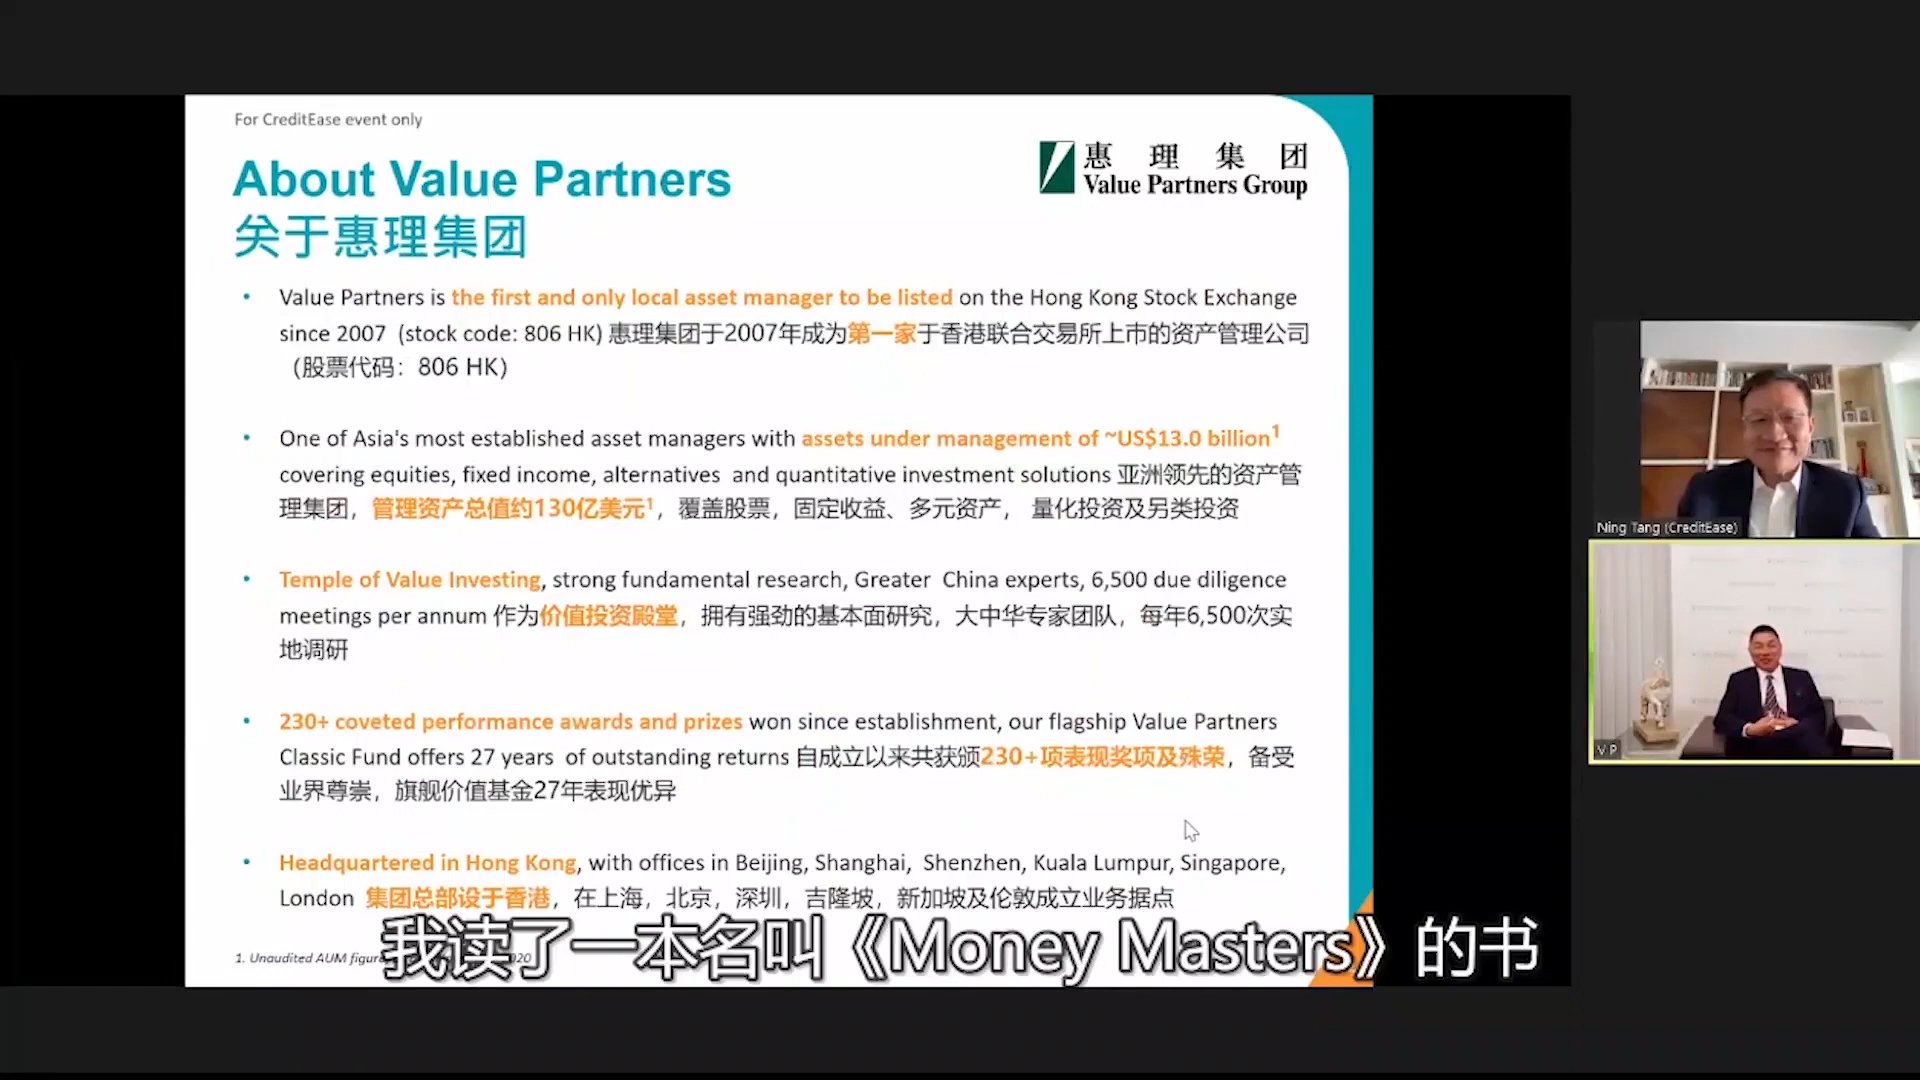 For CreditEase event only
About Value Partners
关于惠理集团
惠 理 集 团
Value Partners Group
• Value Partners is the first and only local asset manager to be listed on the Hong Kong Stock Exchange
since 2007 (stock code: 806 HK) 惠理集团于2007年成为第一家于香港联合交易所上市的资产管理公司
（股票代码：806 HK）
• One of Asia's most established asset managers with assets under management of ~US$13.0 billion¹
covering equities, fixed income, alternatives and quantitative investment solutions 亚洲领先的资产管
理集团，管理资产总值约130亿美元¹，覆盖股票，固定收益、多元资产， 量化投资及另类投资
• Temple of Value Investing, strong fundamental research, Greater China experts, 6,500 due diligence
meetings per annum 作为价值投资殿堂，拥有强劲的基本面研究，大中华专家团队，每年6,500次实
地调研
• 230+ coveted performance awards and prizes won since establishment, our flagship Value Partners
Classic Fund offers 27 years of outstanding returns 自成立以来共获颁230+项表现奖项及殊荣，备受
业界尊崇，旗舰价值基金27年表现优异
• Headquartered in Hong Kong, with offices in Beijing, Shanghai, Shenzhen, Kuala Lumpur, Singapore,
London 集团总部设于香港，在上海，北京，深圳，吉隆坡，新加坡及伦敦成立业务据点
1. Unaudited AUM figure 2020
我读了一本名叫《Money Masters》的书
Ning Tang (CreditEase)
V P